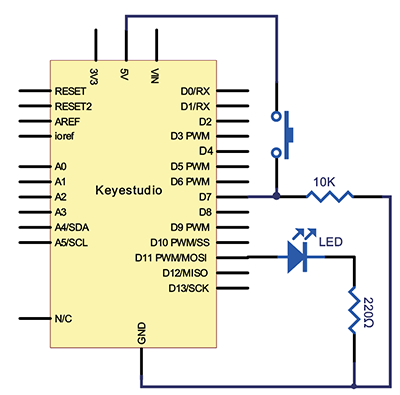 3V3
5V
VIN
RESET
RESET2
AREF
ioref
A0
A1
A2
A3
A4/SDA
A5/SCL
N/C
Keyestudio
D0/RX
D1/RX
D2
D3 PWM
D4
D5 PWM
D6 PWM
D7
D8
D9 PWM
D10 PWM/SS
D11 PWM/MOSI
D12/MISO
D13/SCK
GND
10K
LED
220Ω